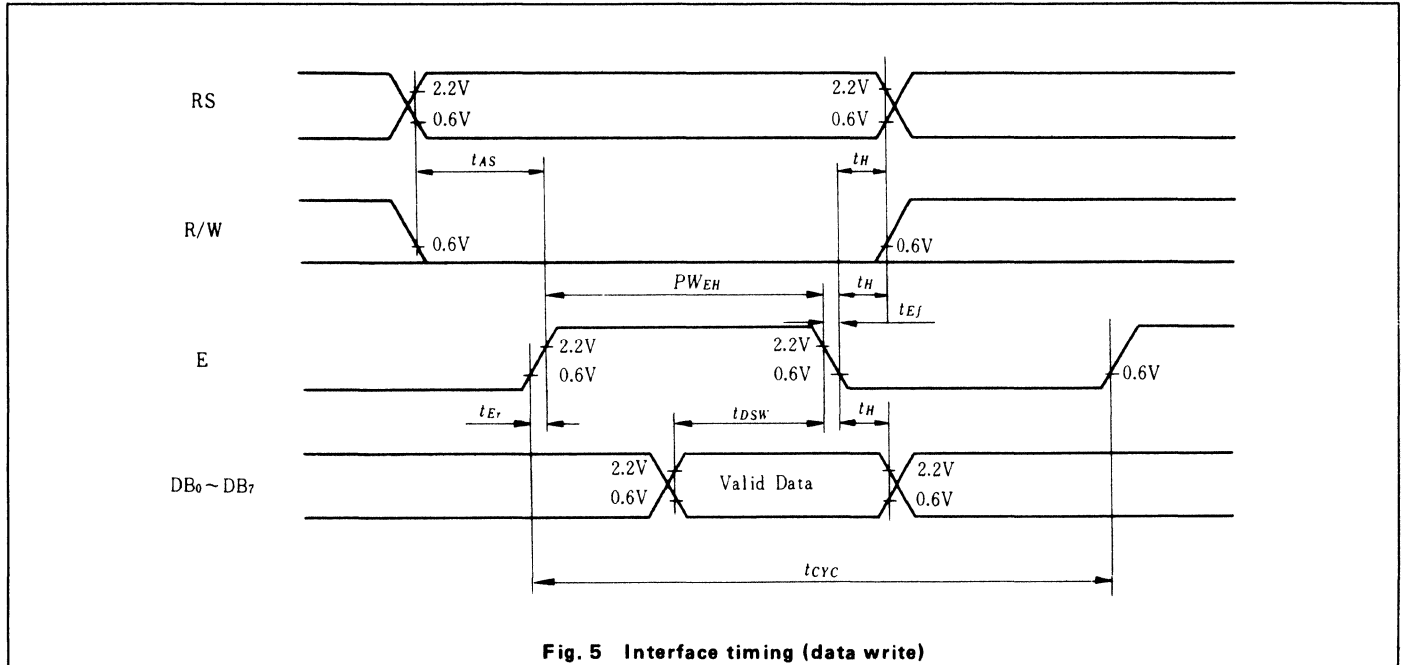 RS
2.2V
0.6V
2.2V
0.6V
tAS
tH
R/W
0.6V
0.6V
PWEH
tH
tEf
E
2.2V
0.6V
2.2V
0.6V
0.6V
tEr
tDSW
tH
DB0~DB7
2.2V
0.6V
Valid Data
2.2V
0.6V
tCYC
Fig. 5 Interface timing (data write)